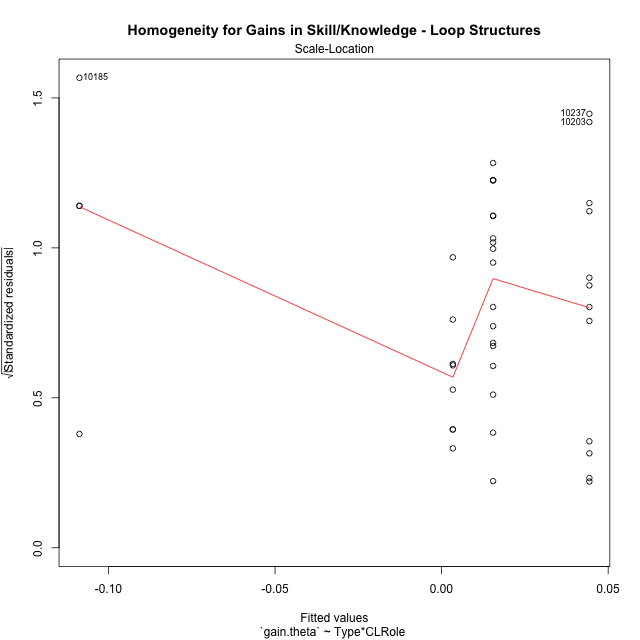 Homogeneity for Gains in Skill/Knowledge - Loop Structures
Scale-Location
10185
10237
10203
√|Standardized residuals|
0.0
0.5
1.0
1.5
-0.10
-0.05
0.00
0.05
Fitted values
`gain.theta` ~ Type*CLRole